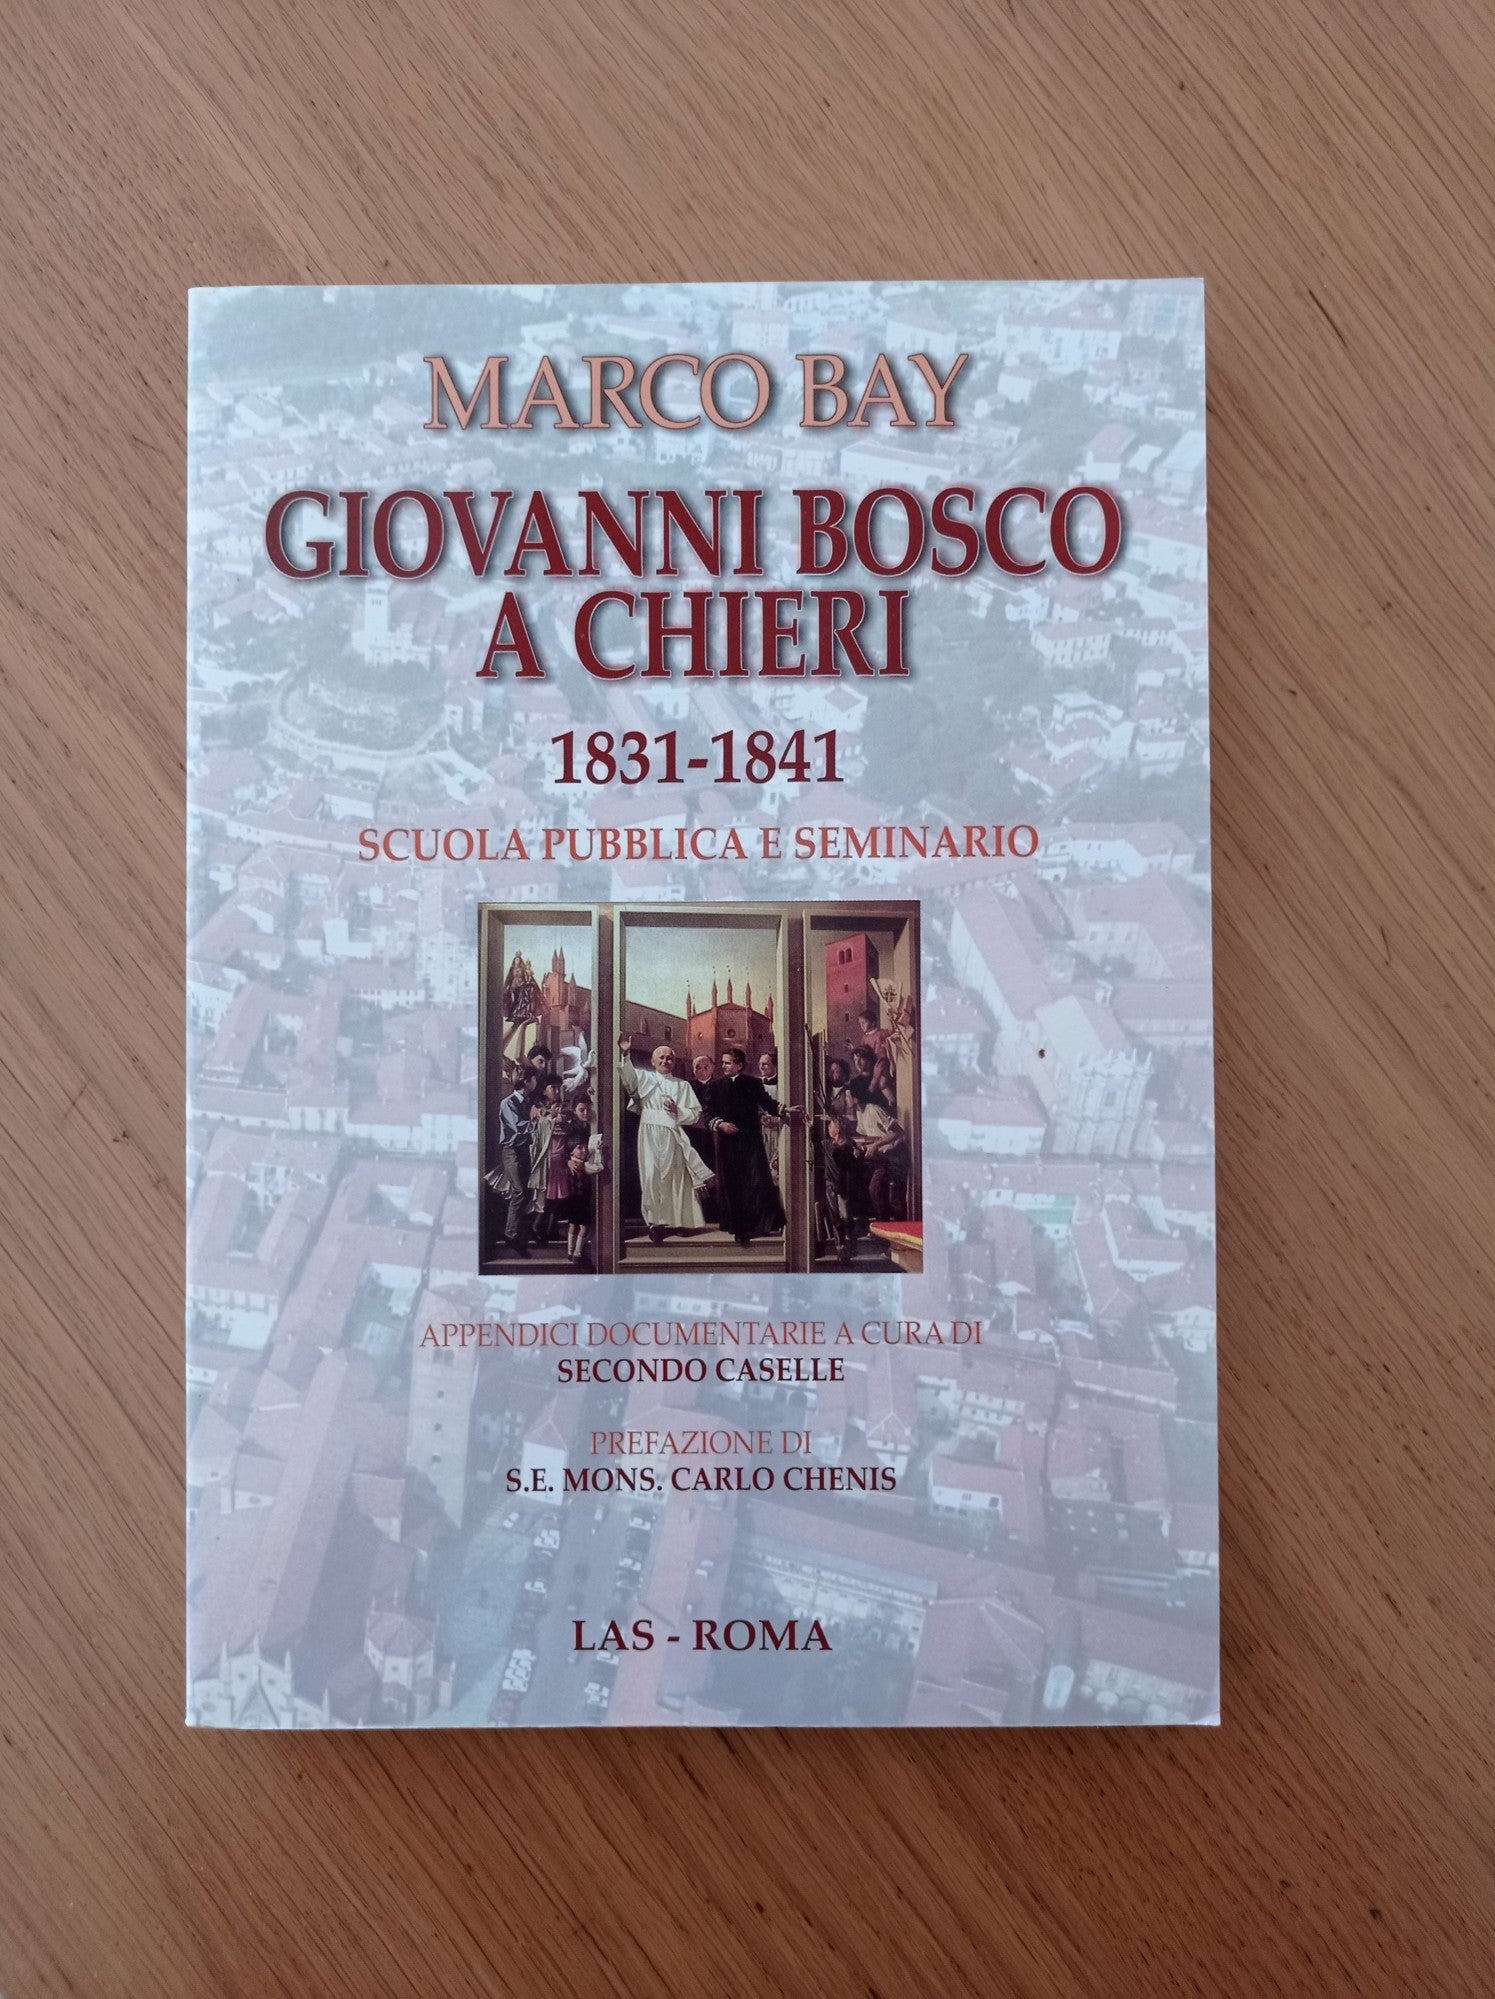 MARCO BAY
GIOVANNI BOSCO
A CHIERI
1831-1841
SCUOLA PUBBLICA E SEMINARIO
APPENDICI DOCUMENTARIE A CURA DI
SECONDO CASELLE
PREFAZIONE DI
S.E. MONS. CARLO CHENIS
LAS - ROMA